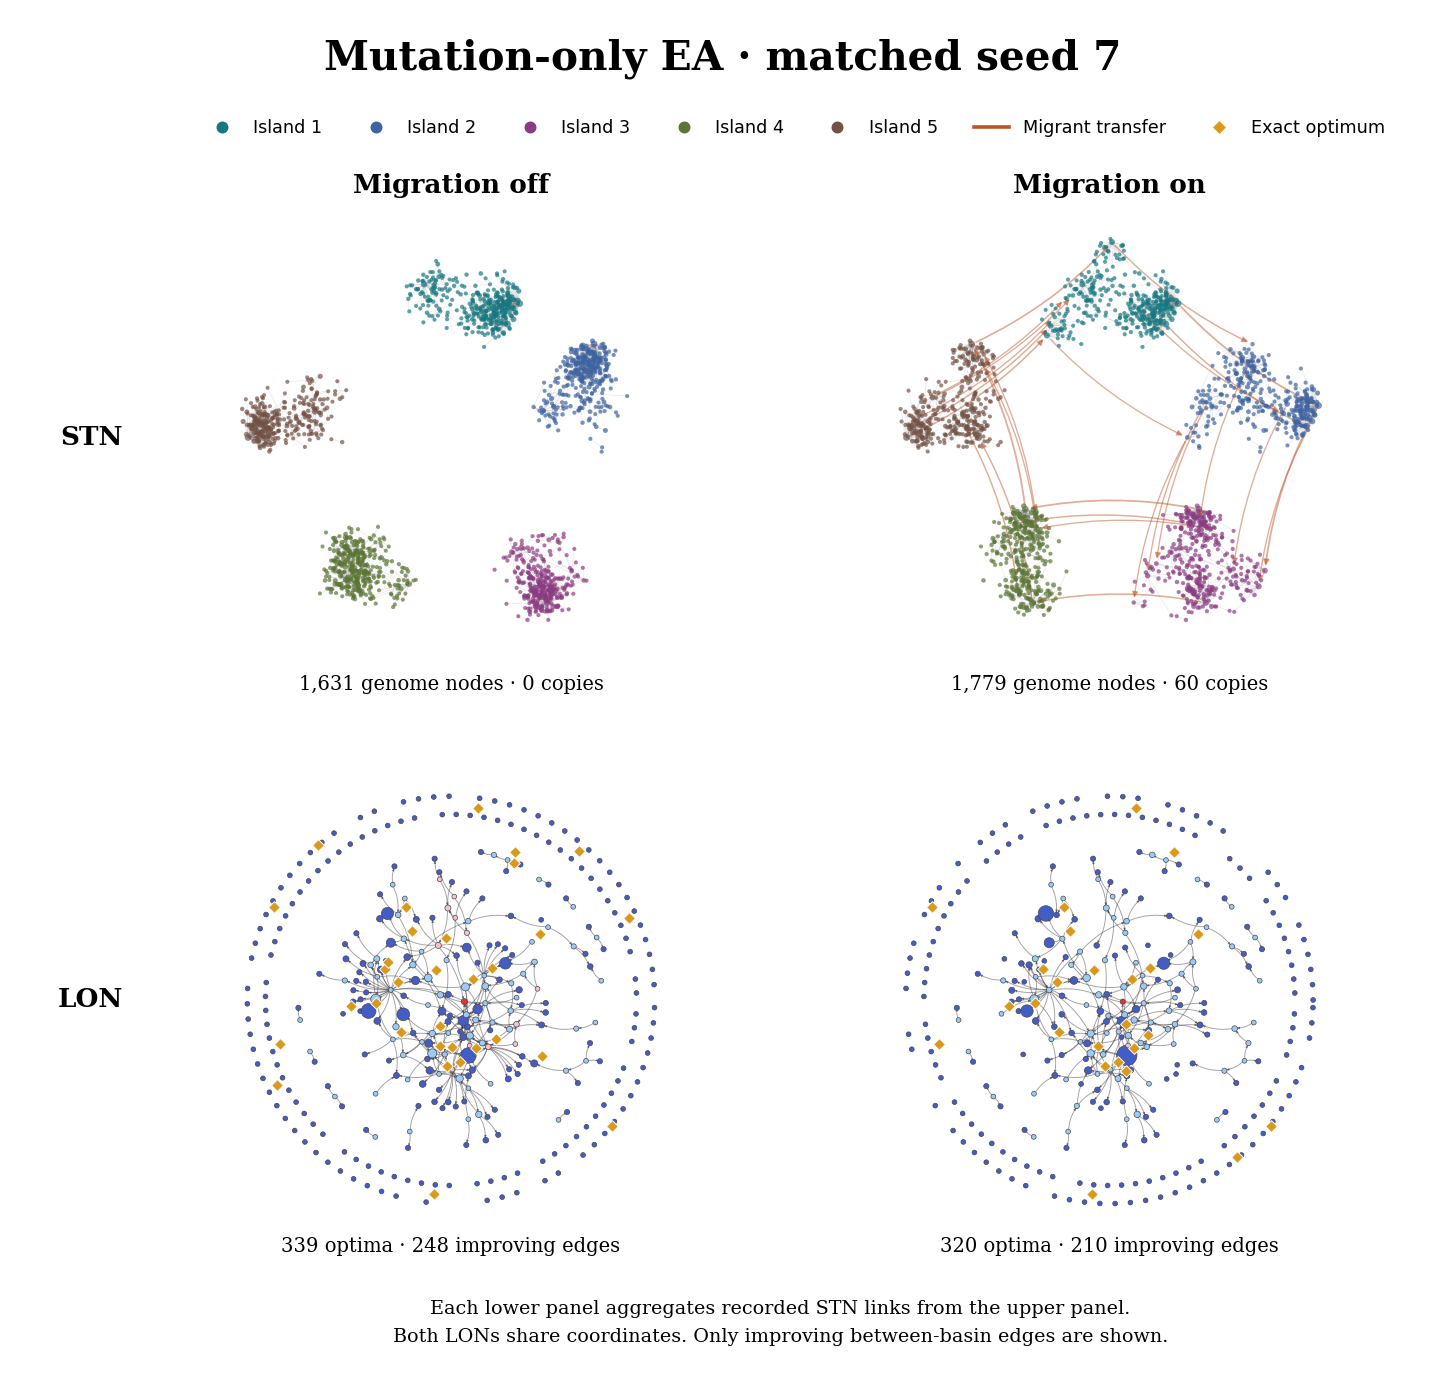 Mutation-only EA · matched seed 7
Island 1 Island 2 Island 3 Island 4 Island 5 Migrant transfer Exact optimum
Migration off Migration on
STN
1,631 genome nodes · 0 copies 1,779 genome nodes · 60 copies
LON
339 optima · 248 improving edges 320 optima · 210 improving edges
Each lower panel aggregates recorded STN links from the upper panel.
Both LONs share coordinates. Only improving between-basin edges are shown.